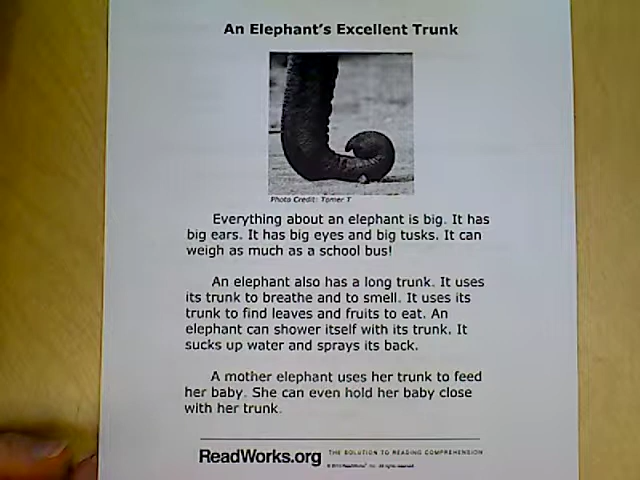 An Elephant's Excellent Trunk
Photo Credit: Tomer T
Everything about an elephant is big. It has
big ears. It has big eyes and big tusks. It can
weigh as much as a school bus!
An elephant also has a long trunk. It uses
its trunk to breathe and to smell. It uses its
trunk to find leaves and fruits to eat. An
elephant can shower itself with its trunk. It
sucks up water and sprays its back.
A mother elephant uses her trunk to feed
her baby. She can even hold her baby close
with her trunk.
ReadWorks.org THE SOLUTION TO READING COMPREHENSION
ReadWorks® Inc. All rights reserved.